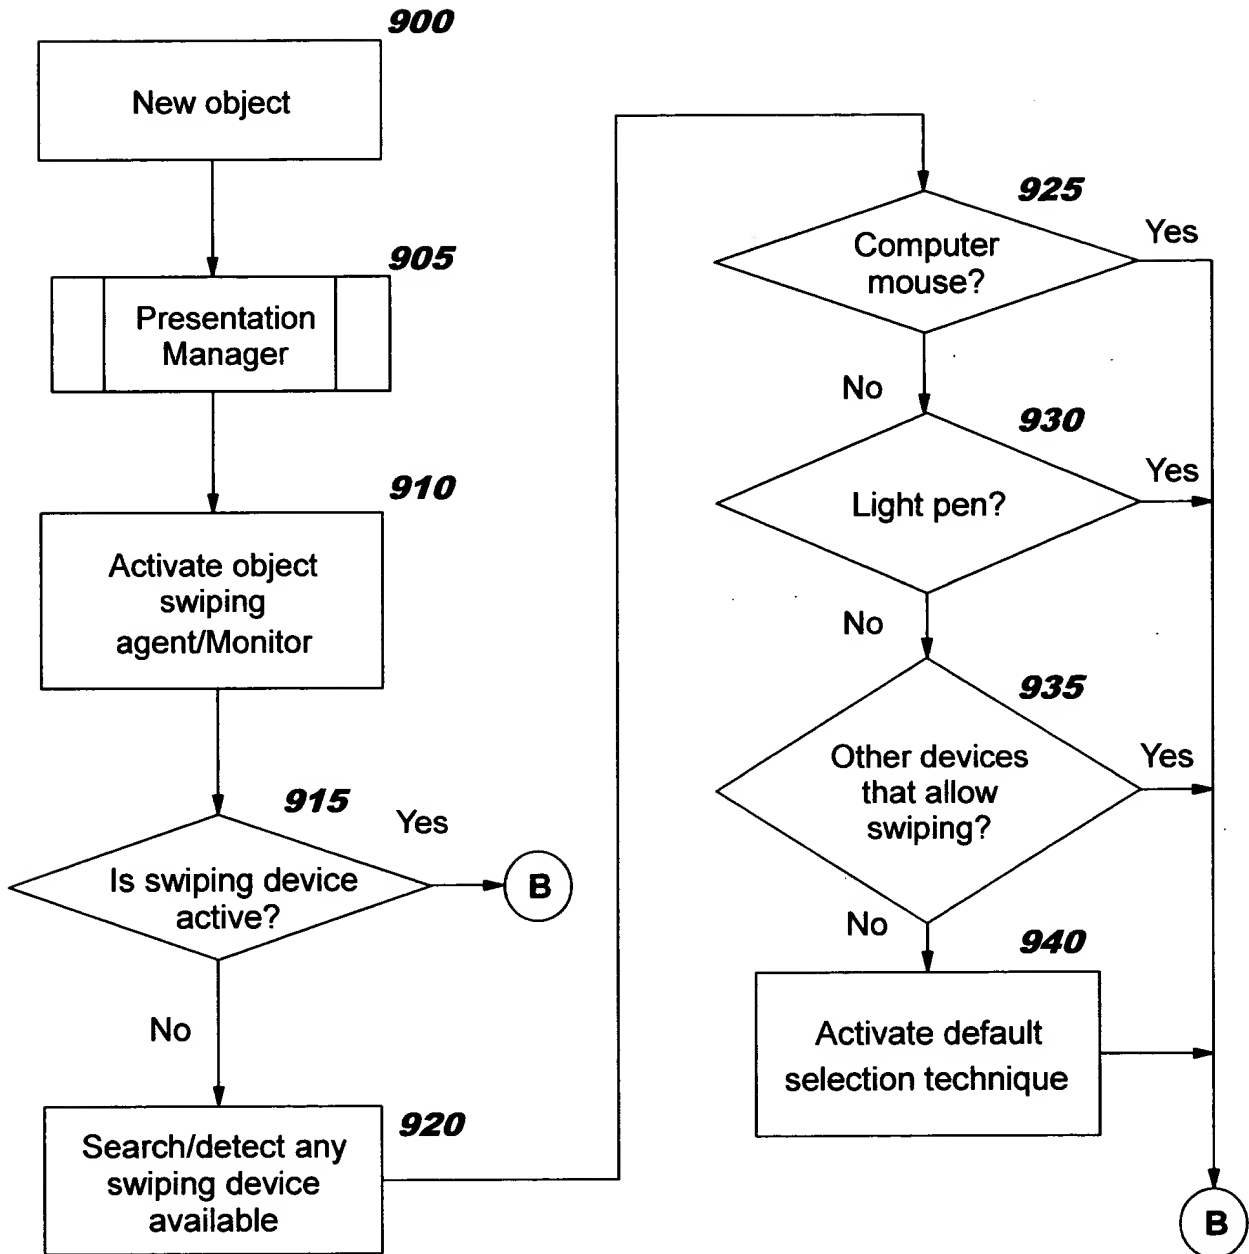 900
New object
905
Presentation
Manager
910
Activate object
swiping
agent/Monitor
915
Is swiping device
active?
Yes
B
No
920
Search/detect any
swiping device
available
925
Computer
mouse?
Yes
No
930
Light pen?
Yes
No
935
Other devices
that allow
swiping?
Yes
No
940
Activate default
selection technique
B